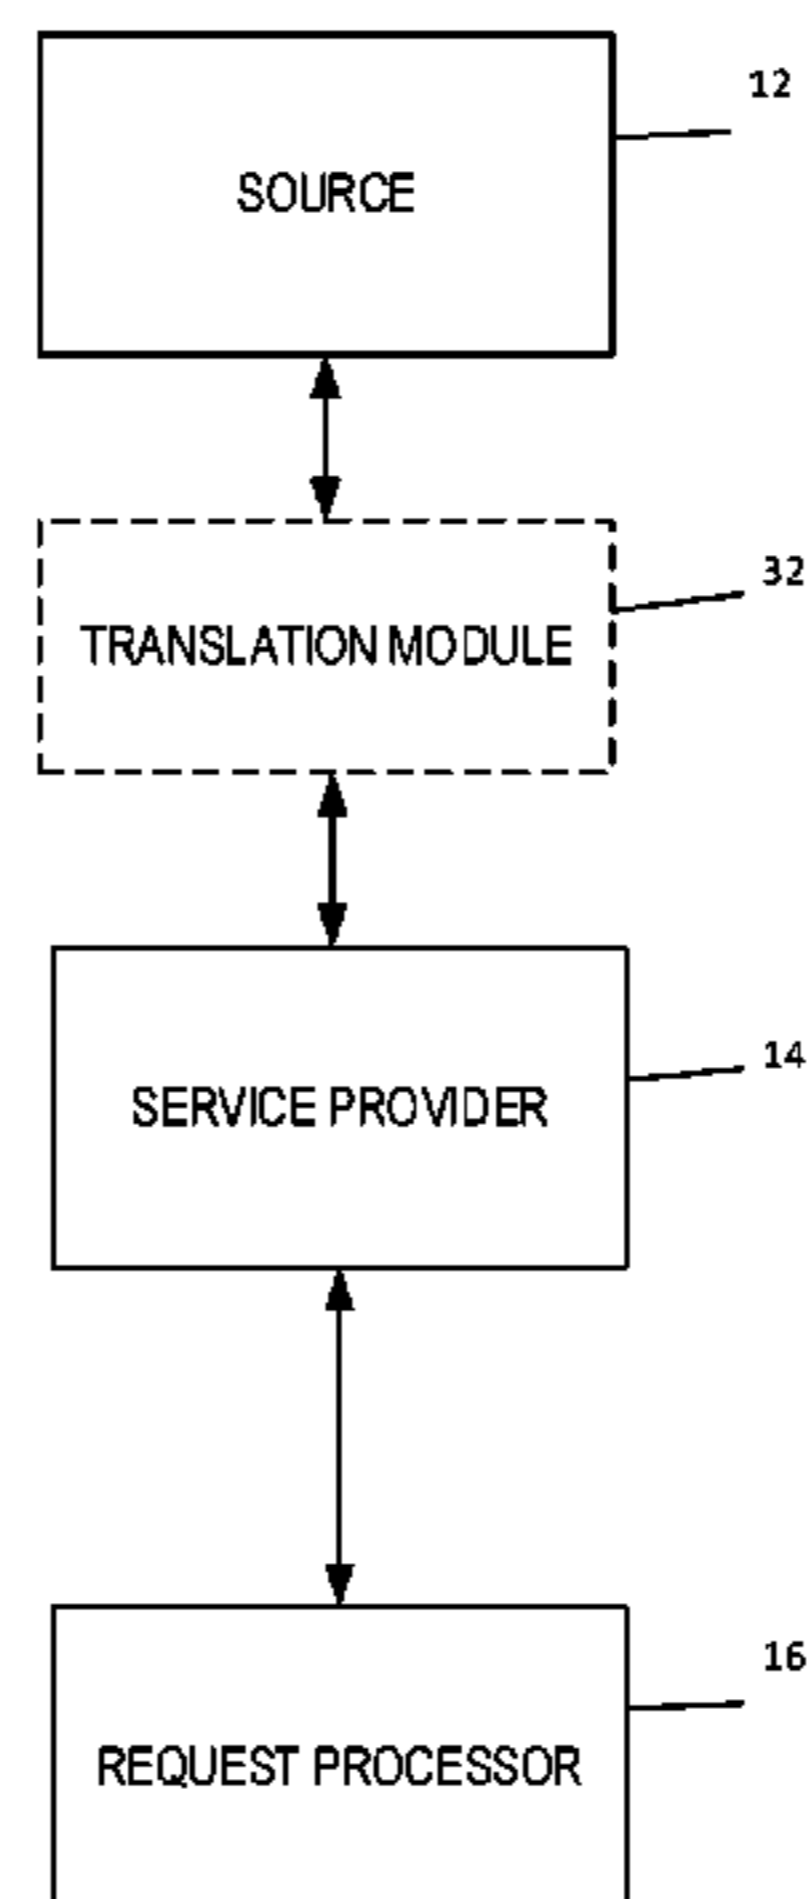 12
SOURCE
32
TRANSLATION MODULE
14
SERVICE PROVIDER
16
REQUEST PROCESSOR